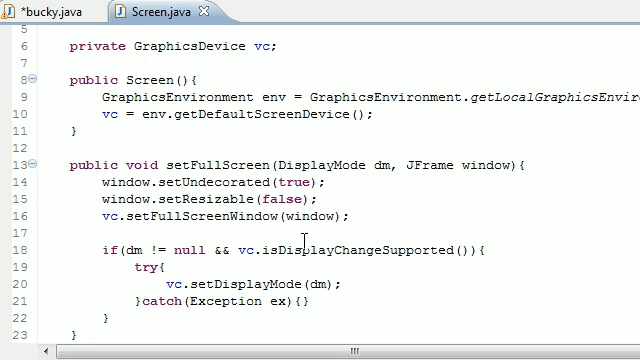 *bucky.java Screen.java
5
6 private GraphicsDevice vc;
7
8 public Screen(){
9 GraphicsEnvironment env = GraphicsEnvironment.getLocalGraphicsEnvir
10 vc = env.getDefaultScreenDevice();
11 }
12
13 public void setFullScreen(DisplayMode dm, JFrame window){
14 window.setUndecorated(true);
15 window.setResizable(false);
16 vc.setFullScreenWindow(window);
17
18 if(dm != null && vc.isDisplayChangeSupported()){
19 try{
20 vc.setDisplayMode(dm);
21 }catch(Exception ex){}
22 }
23 }